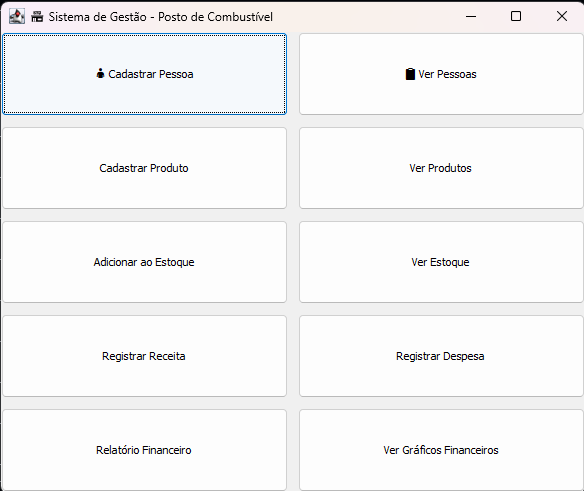 Sistema de Gestão - Posto de Combustível
Cadastrar Pessoa
Ver Pessoas
Cadastrar Produto
Ver Produtos
Adicionar ao Estoque
Ver Estoque
Registrar Receita
Registrar Despesa
Relatório Financeiro
Ver Gráficos Financeiros